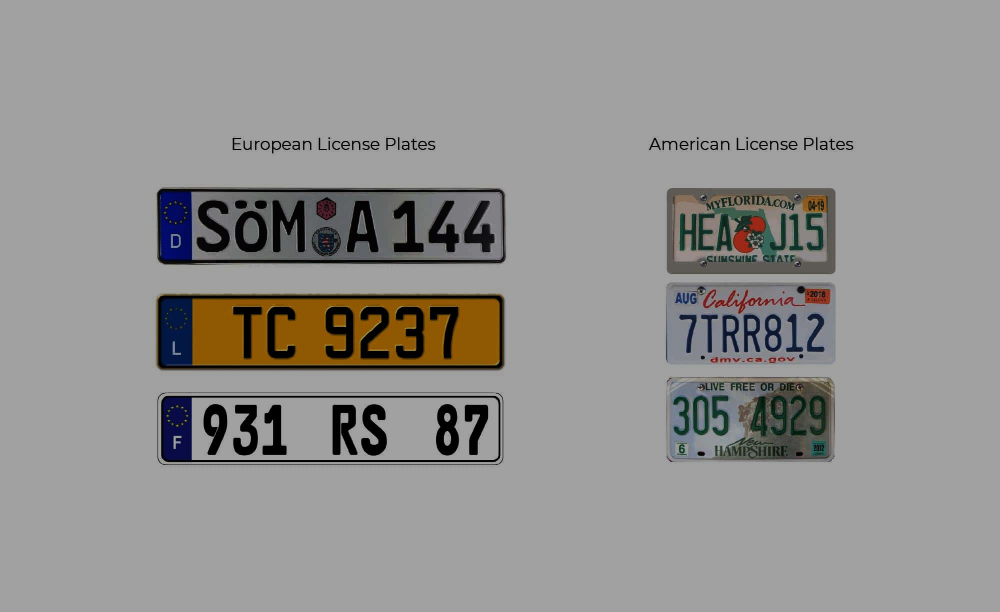 European License Plates
American License Plates
D
SÖM A 144
L
TC 9237
F
931 RS 87
MYFLORIDA.COM
04-19
HEA J15
SUNSHINE STATE
AUG California 2018
7TRR812
dmv.ca.gov
LIVE FREE OR DIE
305 4929
6 New 2012
HAMPSHIRE